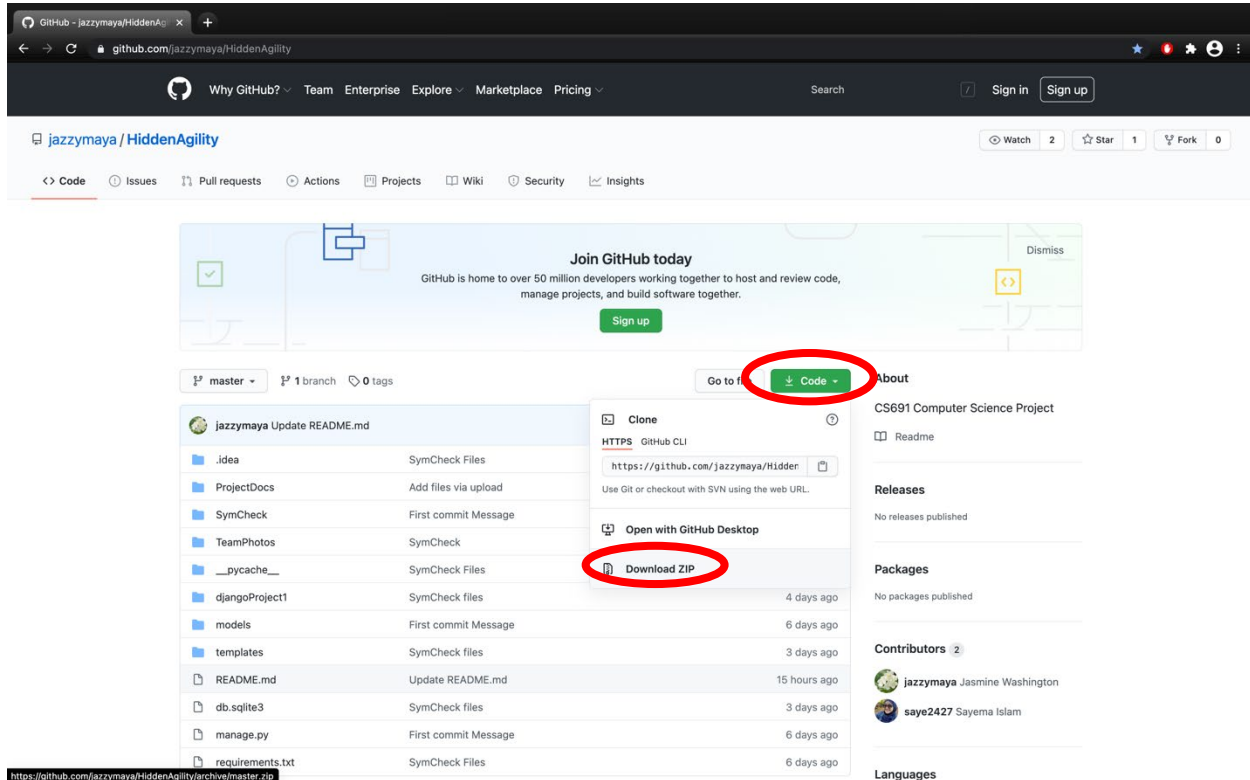 GitHub - jazzymaya/HiddenAg
github.com/jazzymaya/HiddenAgility
Why GitHub? Team Enterprise Explore Marketplace Pricing Search / Sign in Sign up
jazzymaya / HiddenAgility Watch 2 Star 1 Fork 0
<> Code Issues Pull requests Actions Projects Wiki Security Insights
Join GitHub today Dismiss
GitHub is home to over 50 million developers working together to host and review code,
manage projects, and build software together.
Sign up
master 1 branch 0 tags Go to Code
jazzymaya Update README.md
.idea SymCheck Files
ProjectDocs Add files via upload
SymCheck First commit Message
TeamPhotos SymCheck
__pycache__ SymCheck Files
djangoProject1 SymCheck files 4 days ago
models First commit Message 6 days ago
templates SymCheck files 3 days ago
README.md Update README.md 15 hours ago
db.sqlite3 SymCheck files 3 days ago
manage.py First commit Message 6 days ago
requirements.txt SymCheck Files 6 days ago
Clone
HTTPS GitHub CLI
https://github.com/jazzymaya/Hidden
Use Git or checkout with SVN using the web URL.
Open with GitHub Desktop
Download ZIP
About
CS691 Computer Science Project
Readme
Releases
No releases published
Packages
No packages published
Contributors 2
jazzymaya Jasmine Washington
saye2427 Sayema Islam
Languages
https://github.com/jazzymaya/HiddenAgility/archive/master.zip